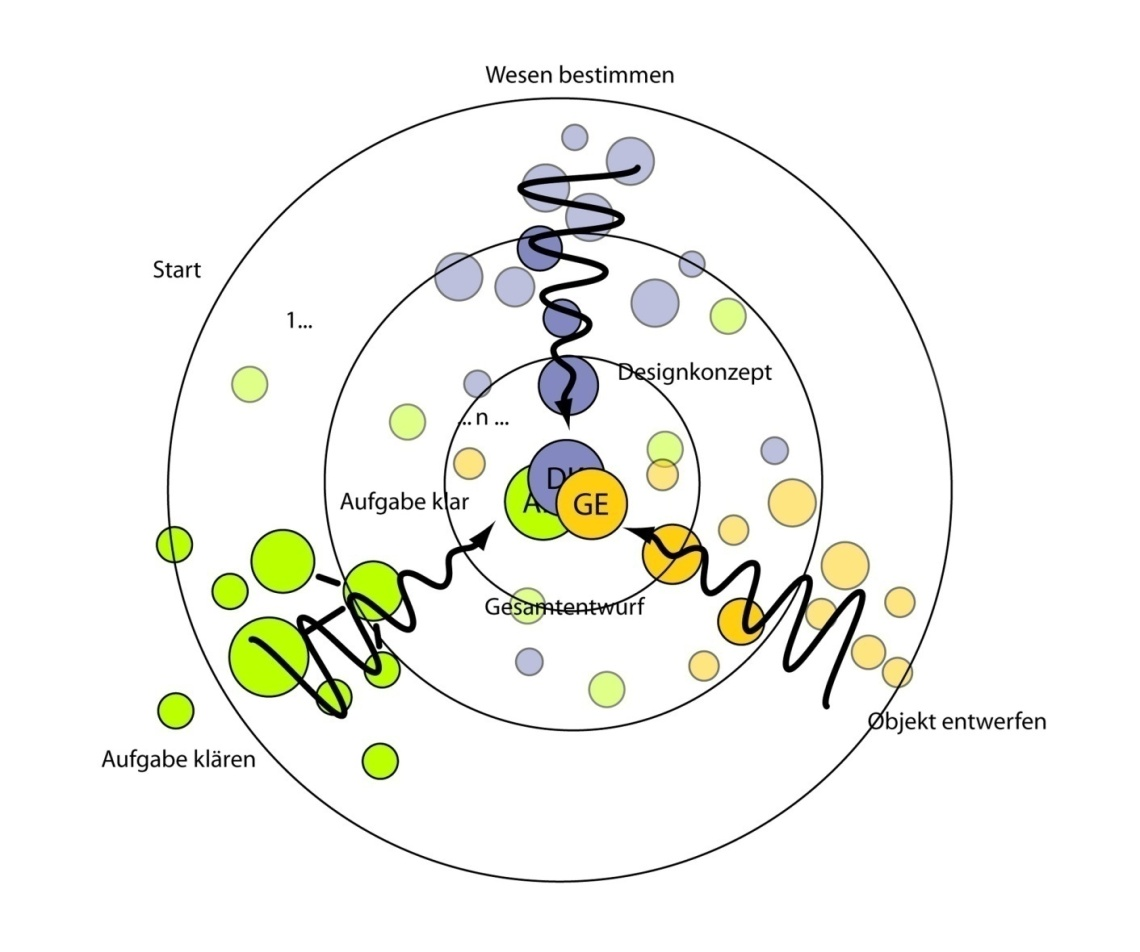 Wesen bestimmen
Start
1...
Designkonzept
...n ...
Aufgabe klar
GE
Gesamtentwurf
Objekt entwerfen
Aufgabe klären